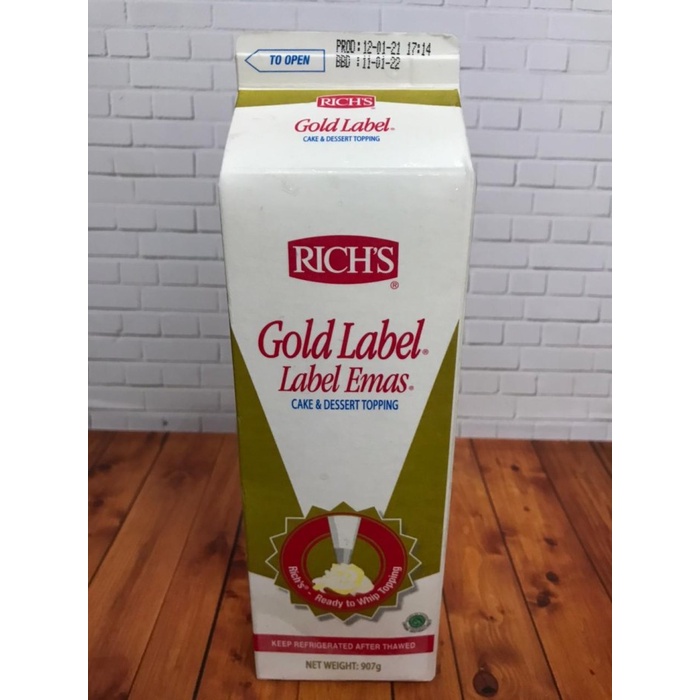 TO OPEN
PROD: 12-01-21 17:14
BBD : 11-01-22
RICH'S
Gold Label®
CAKE & DESSERT TOPPING
RICH'S®
Gold Label®
Label Emas®
CAKE & DESSERT TOPPING
Rich's® - Ready to Whip Topping
KEEP REFRIGERATED AFTER THAWED
NET WEIGHT: 907g